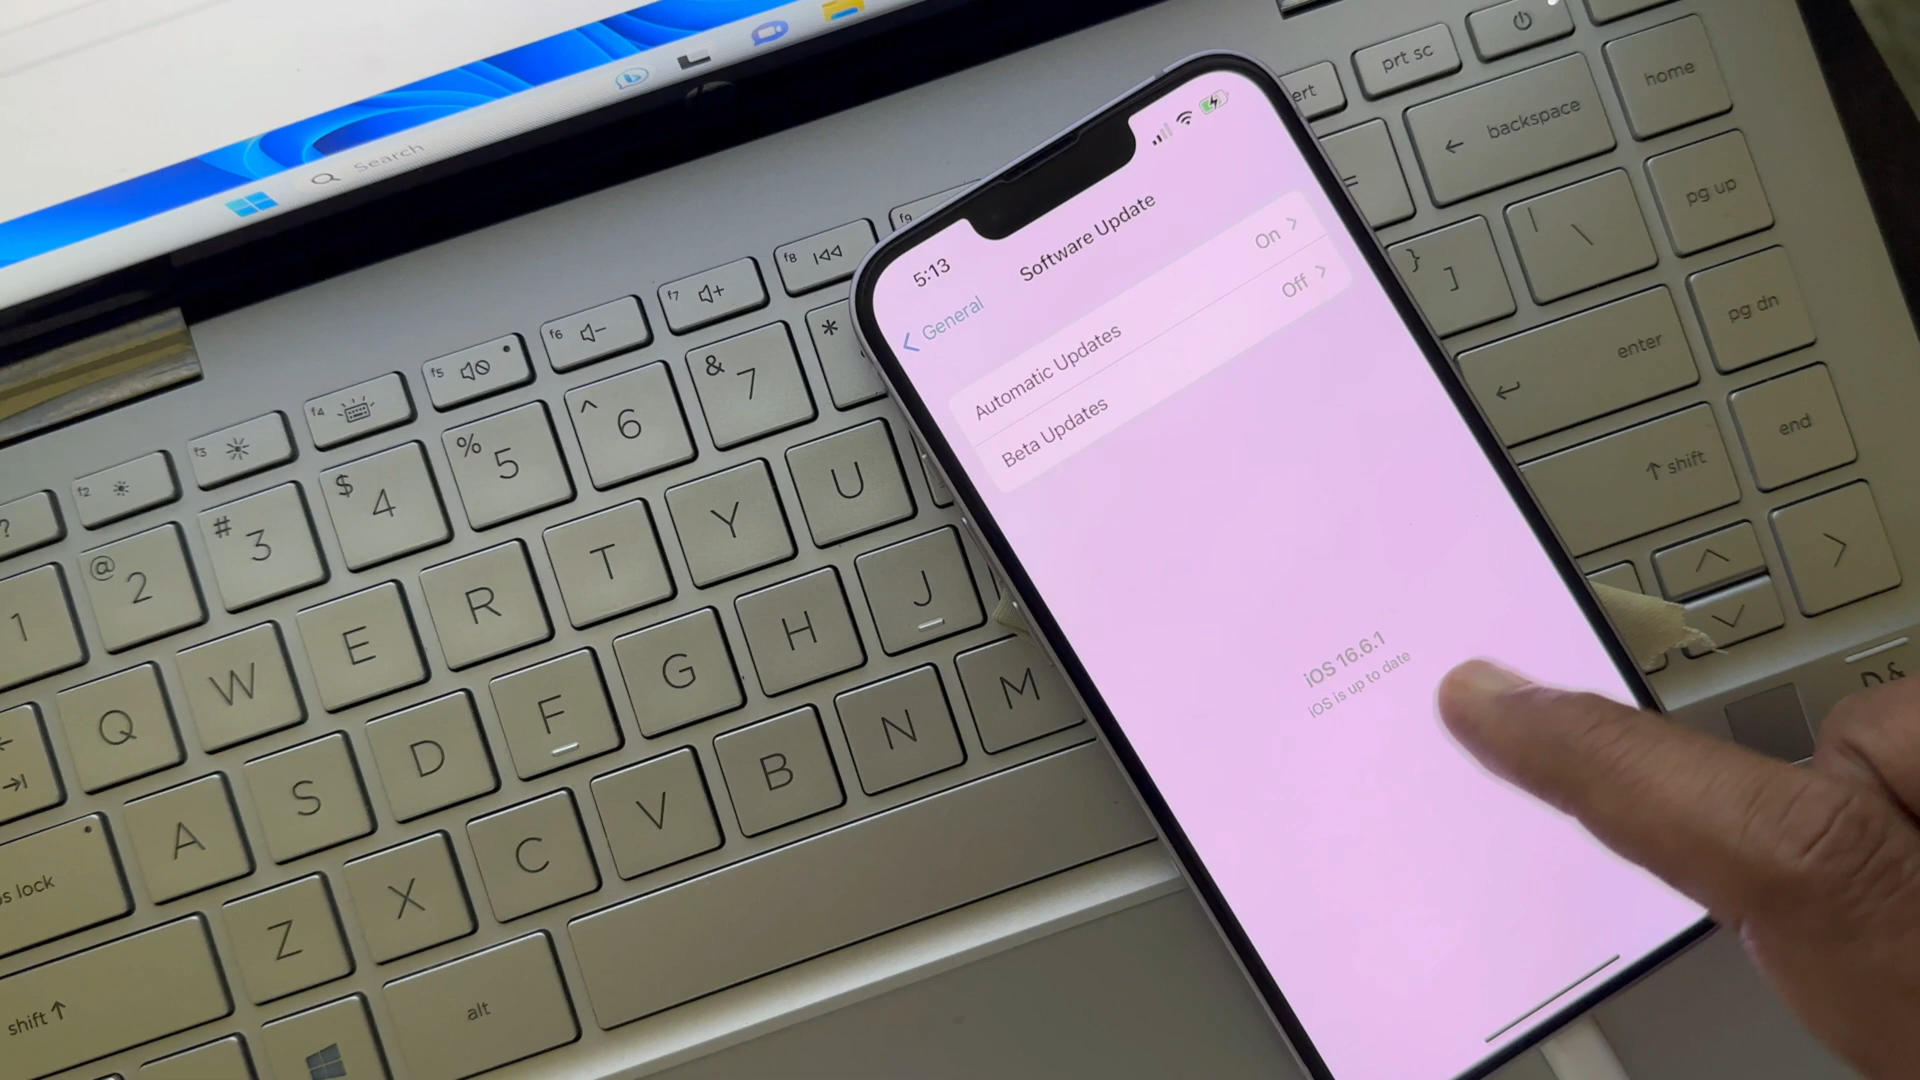 Search
5:13
General
Software Update
Automatic Updates
On
Beta Updates
Off
iOS 16.6.1
iOS is up to date
f2
f3
f4
f5
f6
f7
f8
f9
ert
prt sc
home
?
1
@ 2
# 3
$ 4
% 5
^ 6
& 7
*
=
backspace
pg up
Q
W
E
R
T
Y
U
}
]
|
\
pg dn
s lock
A
S
D
F
G
H
J
enter
end
shift
Z
X
C
V
B
N
M
shift
alt